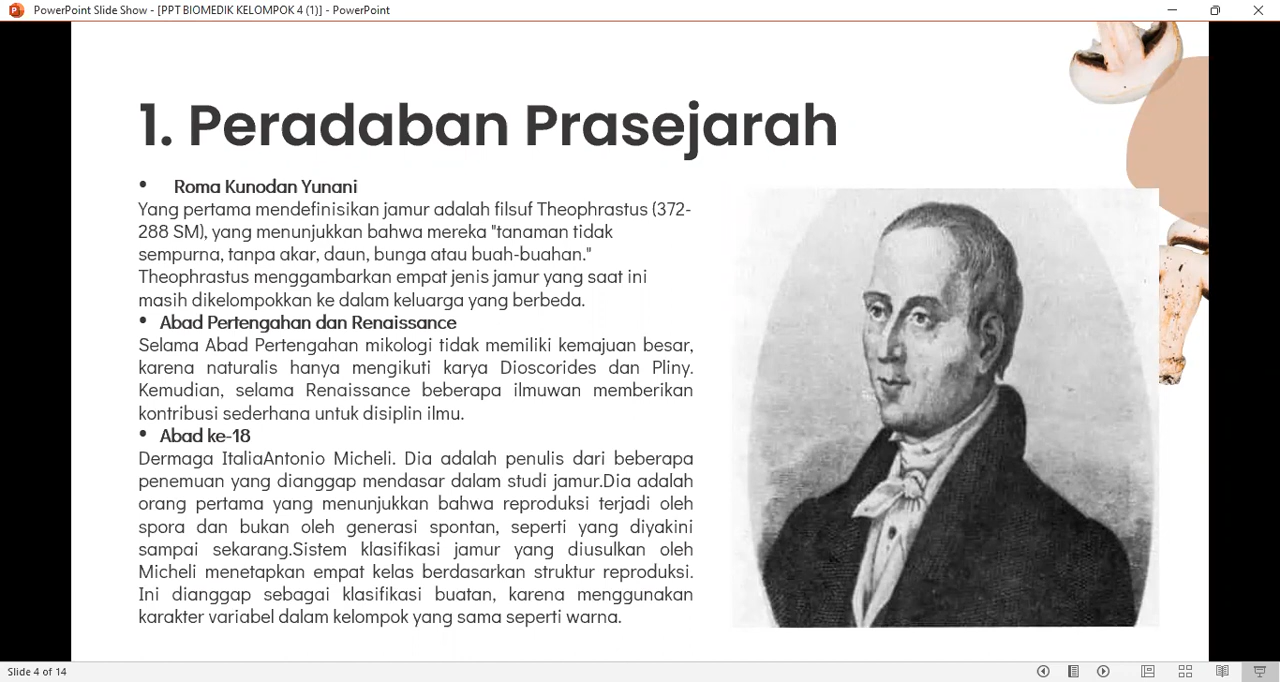 PowerPoint Slide Show - [PPT BIOMEDIK KELOMPOK 4 (1)] - PowerPoint
1. Peradaban Prasejarah
• Roma Kunodan Yunani
Yang pertama mendefinisikan jamur adalah filsuf Theophrastus (372-
288 SM), yang menunjukkan bahwa mereka "tanaman tidak
sempurna, tanpa akar, daun, bunga atau buah-buahan."
Theophrastus menggambarkan empat jenis jamur yang saat ini
masih dikelompokkan ke dalam keluarga yang berbeda.
• Abad Pertengahan dan Renaissance
Selama Abad Pertengahan mikologi tidak memiliki kemajuan besar,
karena naturalis hanya mengikuti karya Dioscorides dan Pliny.
Kemudian, selama Renaissance beberapa ilmuwan memberikan
kontribusi sederhana untuk disiplin ilmu.
• Abad ke-18
Dermaga ItaliaAntonio Micheli. Dia adalah penulis dari beberapa
penemuan yang dianggap mendasar dalam studi jamur.Dia adalah
orang pertama yang menunjukkan bahwa reproduksi terjadi oleh
spora dan bukan oleh generasi spontan, seperti yang diyakini
sampai sekarang.Sistem klasifikasi jamur yang diusulkan oleh
Micheli menetapkan empat kelas berdasarkan struktur reproduksi.
Ini dianggap sebagai klasifikasi buatan, karena menggunakan
karakter variabel dalam kelompok yang sama seperti warna.
Slide 4 of 14